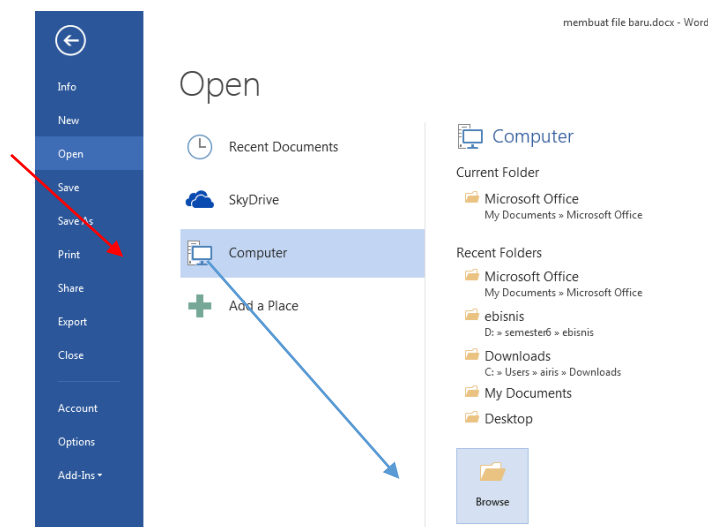 membuat file baru.docx - Word
Info
New
Open
Save
Save As
Print
Share
Export
Close
Account
Options
Add-Ins
Open
Recent Documents
SkyDrive
Computer
Add a Place
Computer
Current Folder
Microsoft Office
My Documents » Microsoft Office
Recent Folders
Microsoft Office
My Documents » Microsoft Office
ebisnis
D: » semester6 » ebisnis
Downloads
C: » Users » airis » Downloads
My Documents
Desktop
Browse